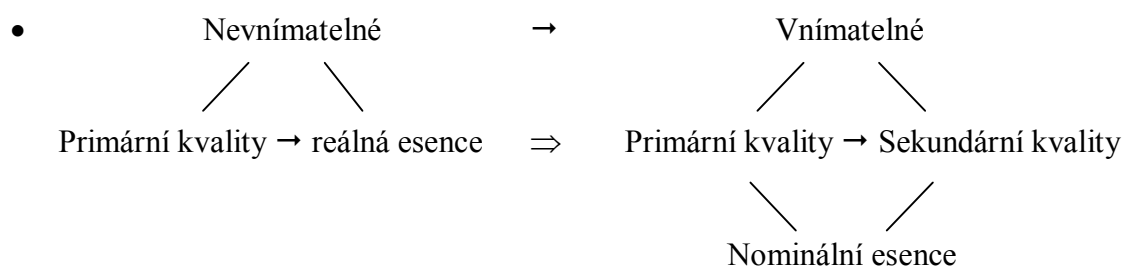 • Nevnímatelné → Vnímatelné
Primární kvality → reálná esence ⇒ Primární kvality → Sekundární kvality
Nominální esence